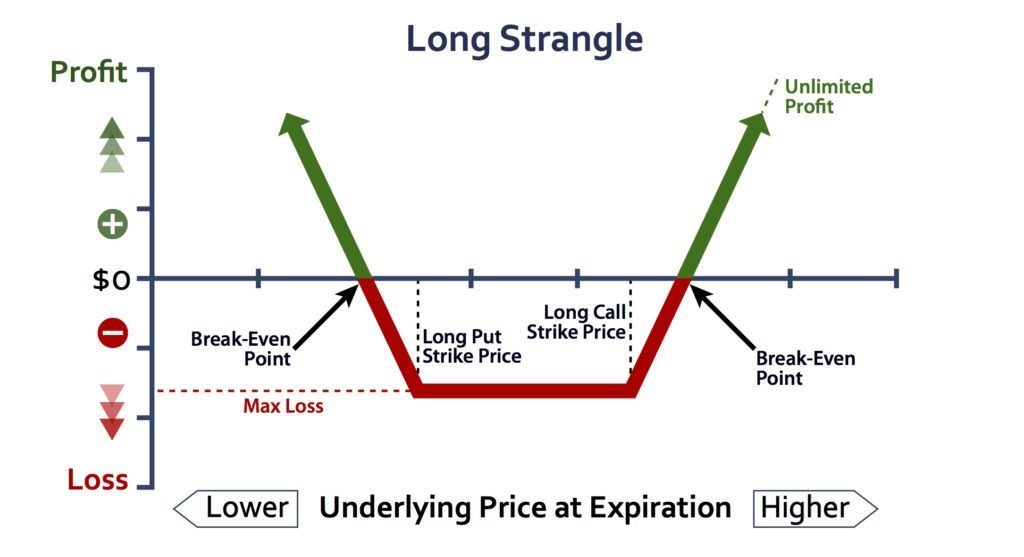 Long Strangle
Profit
Unlimited
Profit
$0
Break-Even
Point
Long Put
Strike Price
Long Call
Strike Price
Break-Even
Point
Max Loss
Loss
Lower
Underlying Price at Expiration
Higher